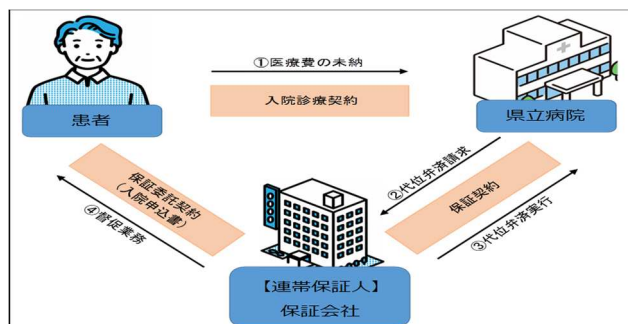 ①医療費の未納
入院診療契約
患者
県立病院
②代位弁済請求
保証契約
③代位弁済実行
保証委託契約
(入院申込書)
④督促業務
【連帯保証人】
保証会社